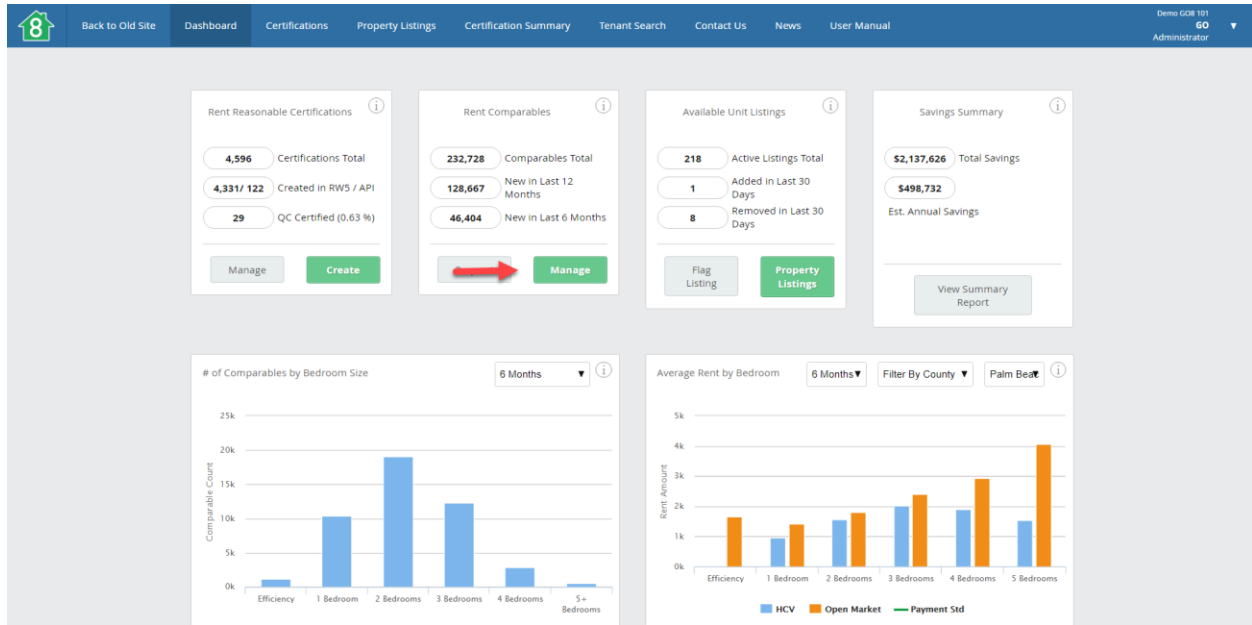 8
Back to Old Site
Dashboard
Certifications
Property Listings
Certification Summary
Tenant Search
Contact Us
News
User Manual
Demo GO8 101
GO
Administrator
Rent Reasonable Certifications
4,596 Certifications Total
4,331/ 122 Created in RW5 / API
29 QC Certified (0.63 %)
Manage
Create
Rent Comparables
232,728 Comparables Total
128,667 New in Last 12
Months
46,404 New in Last 6 Months
Manage
Available Unit Listings
218 Active Listings Total
1 Added in Last 30
Days
8 Removed in Last 30
Days
Flag
Listing
Property
Listings
Savings Summary
$2,137,626 Total Savings
$498,732
Est. Annual Savings
View Summary
Report
# of Comparables by Bedroom Size
6 Months
25k
20k
15k
10k
5k
0k
Comparable Count
Efficiency
1 Bedroom
2 Bedrooms
3 Bedrooms
4 Bedrooms
5+
Bedrooms
Average Rent by Bedroom
6 Months
Filter By County
Palm Beac
5k
4k
3k
2k
1k
0k
Rent Amount
Efficiency
1 Bedroom
2 Bedrooms
3 Bedrooms
4 Bedrooms
5 Bedrooms
HCV
Open Market
Payment Std